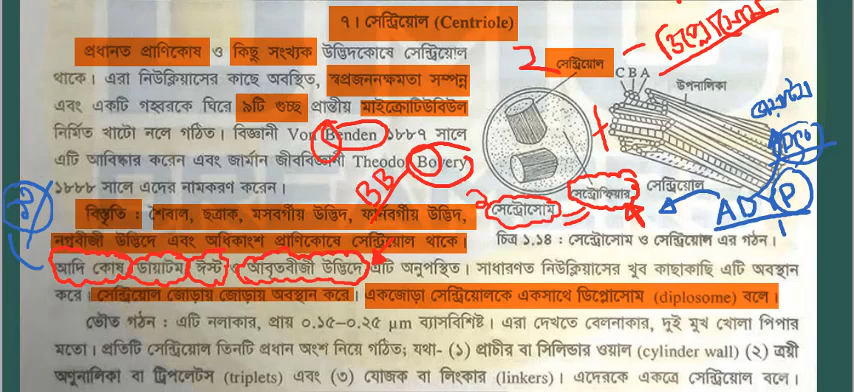 ৭। সেন্ট্রিয়োল (Centriole)
প্রধানত প্রাণিকোষ ও কিছু সংখ্যক উদ্ভিদকোষে সেন্ট্রিয়োল
থাকে। এরা নিউক্লিয়াসের কাছে অবস্থিত, স্বপ্রজননক্ষমতা সম্পন্ন
এবং একটি গহ্বরকে ঘিরে ৯টি গুচ্ছ প্রান্তীয় মাইক্রোটিউবিউল
নির্মিত খাটো নলে গঠিত। বিজ্ঞানী Von Benden ১৮৮৭ সালে
এটি আবিষ্কার করেন এবং জার্মান জীববিজ্ঞানী Theodor Bovery
১৮৮৮ সালে এদের নামকরণ করেন।
2 সেন্ট্রিয়োল - ডিপ্লোসোম
C B A
উপনালিকা
সেন্ট্রোসোম + সেন্ট্রোস্ফিয়ার
সেন্ট্রিয়োল
BB
ADP
চিত্র ১.১৪ : সেন্ট্রোসোম ও সেন্ট্রিয়োল এর গঠন।
বিস্তৃতি : শৈবাল, ছত্রাক, মসবর্গীয় উদ্ভিদ, ফার্নবর্গীয় উদ্ভিদ,
নগ্নবীজী উদ্ভিদে এবং অধিকাংশ প্রাণিকোষে সেন্ট্রিয়োল থাকে।
আদি কোষ, ডায়াটম, ঈস্ট ও আবৃতবীজী উদ্ভিদে এটি অনুপস্থিত। সাধারণত নিউক্লিয়াসের খুব কাছাকাছি এটি অবস্থান
করে। সেন্ট্রিয়োল জোড়ায় জোড়ায় অবস্থান করে। একজোড়া সেন্ট্রিয়োলকে একসাথে ডিপ্লোসোম (diplosome) বলে।
ভৌত গঠন : এটি নলাকার, প্রায় ০.১৫–০.২৫ μm ব্যাসবিশিষ্ট। এরা দেখতে বেলনাকার, দুই মুখ খোলা পিপার
মতো। প্রতিটি সেন্ট্রিয়োল তিনটি প্রধান অংশ নিয়ে গঠিত; যথা- (১) প্রাচীর বা সিলিন্ডার ওয়াল (cylinder wall) (২) ত্রয়ী
অণুনালিকা বা ট্রিপলেটস (triplets) এবং (৩) যোজক বা লিংকার (linkers)। এদেরকে একত্রে সেন্ট্রিয়োল বলে।